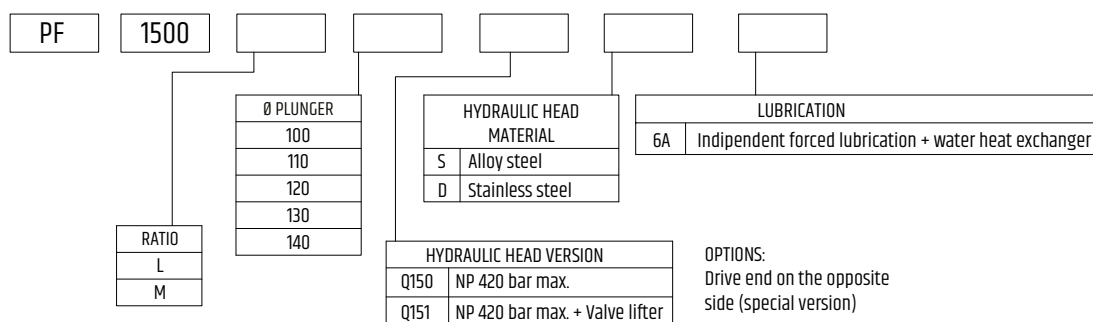 PF 1500
Ø PLUNGER
100
110
120
130
140
HYDRAULIC HEAD
MATERIAL
S Alloy steel
D Stainless steel
LUBRICATION
6A Indipendent forced lubrication + water heat exchanger
RATIO
L
M
HYDRAULIC HEAD VERSION
Q150 NP 420 bar max.
Q151 NP 420 bar max. + Valve lifter
OPTIONS:
Drive end on the opposite
side (special version)